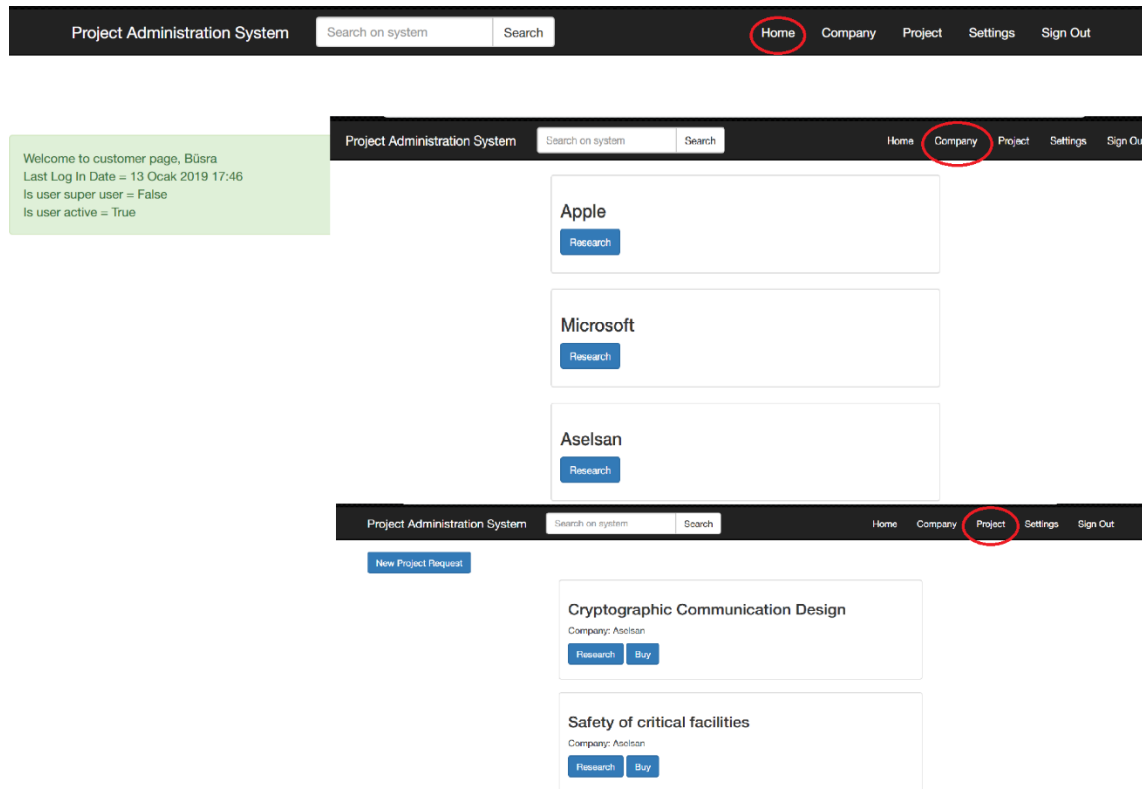 Project Administration System Search on system Search Home Company Project Settings Sign Out
Welcome to customer page, Büsra
Last Log In Date = 13 Ocak 2019 17:46
Is user super user = False
Is user active = True
Project Administration System Search on system Search Home Company Project Settings Sign Ou
Apple
Research
Microsoft
Research
Aselsan
Research
Project Administration System Search on system Search Home Company Project Settings Sign Out
New Project Request
Cryptographic Communication Design
Company: Aselsan
Research Buy
Safety of critical facilities
Company: Aselsan
Research Buy